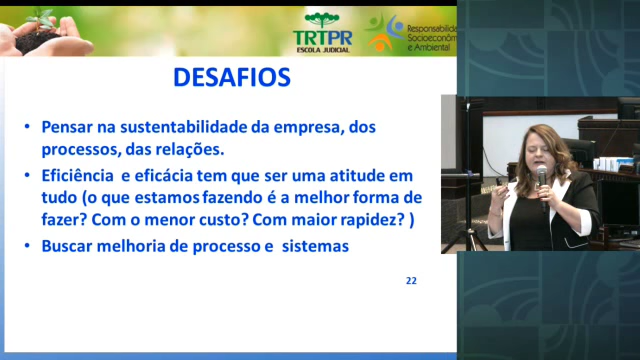 TRTPR
ESCOLA JUDICIAL
Socioeconôm
e Ambiental
DESAFIOS
• Pensar na sustentabilidade da empresa, dos
processos, das relações.
• Eficiência e eficácia tem que ser uma atitude em
tudo (o que estamos fazendo é a melhor forma de
fazer? Com o menor custo? Com maior rapidez? )
• Buscar melhoria de processo e sistemas
22